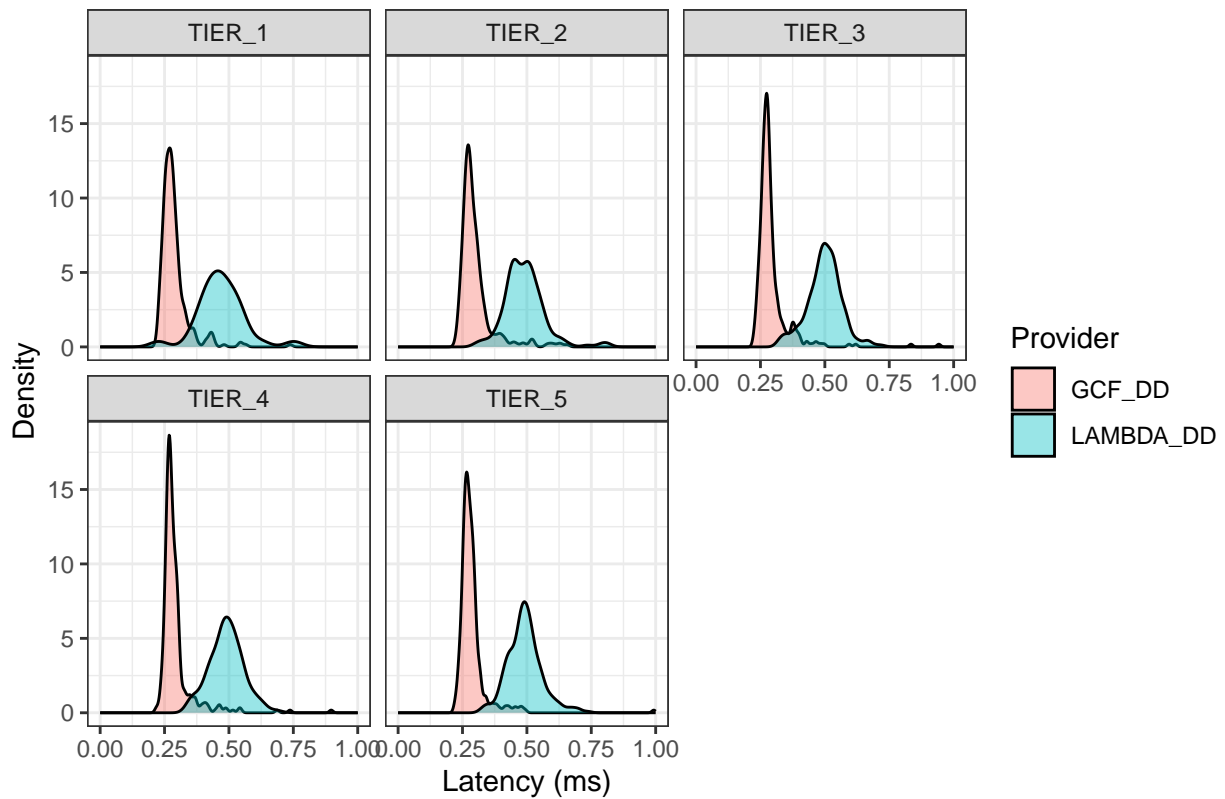 TIER_1 TIER_2 TIER_3
15
10
5
0
0.00 0.25 0.50 0.75 1.00
TIER_4 TIER_5
15
10
5
0
0.00 0.25 0.50 0.75 1.00 0.00 0.25 0.50 0.75 1.00
Latency (ms)
Density
Provider
GCF_DD
LAMBDA_DD